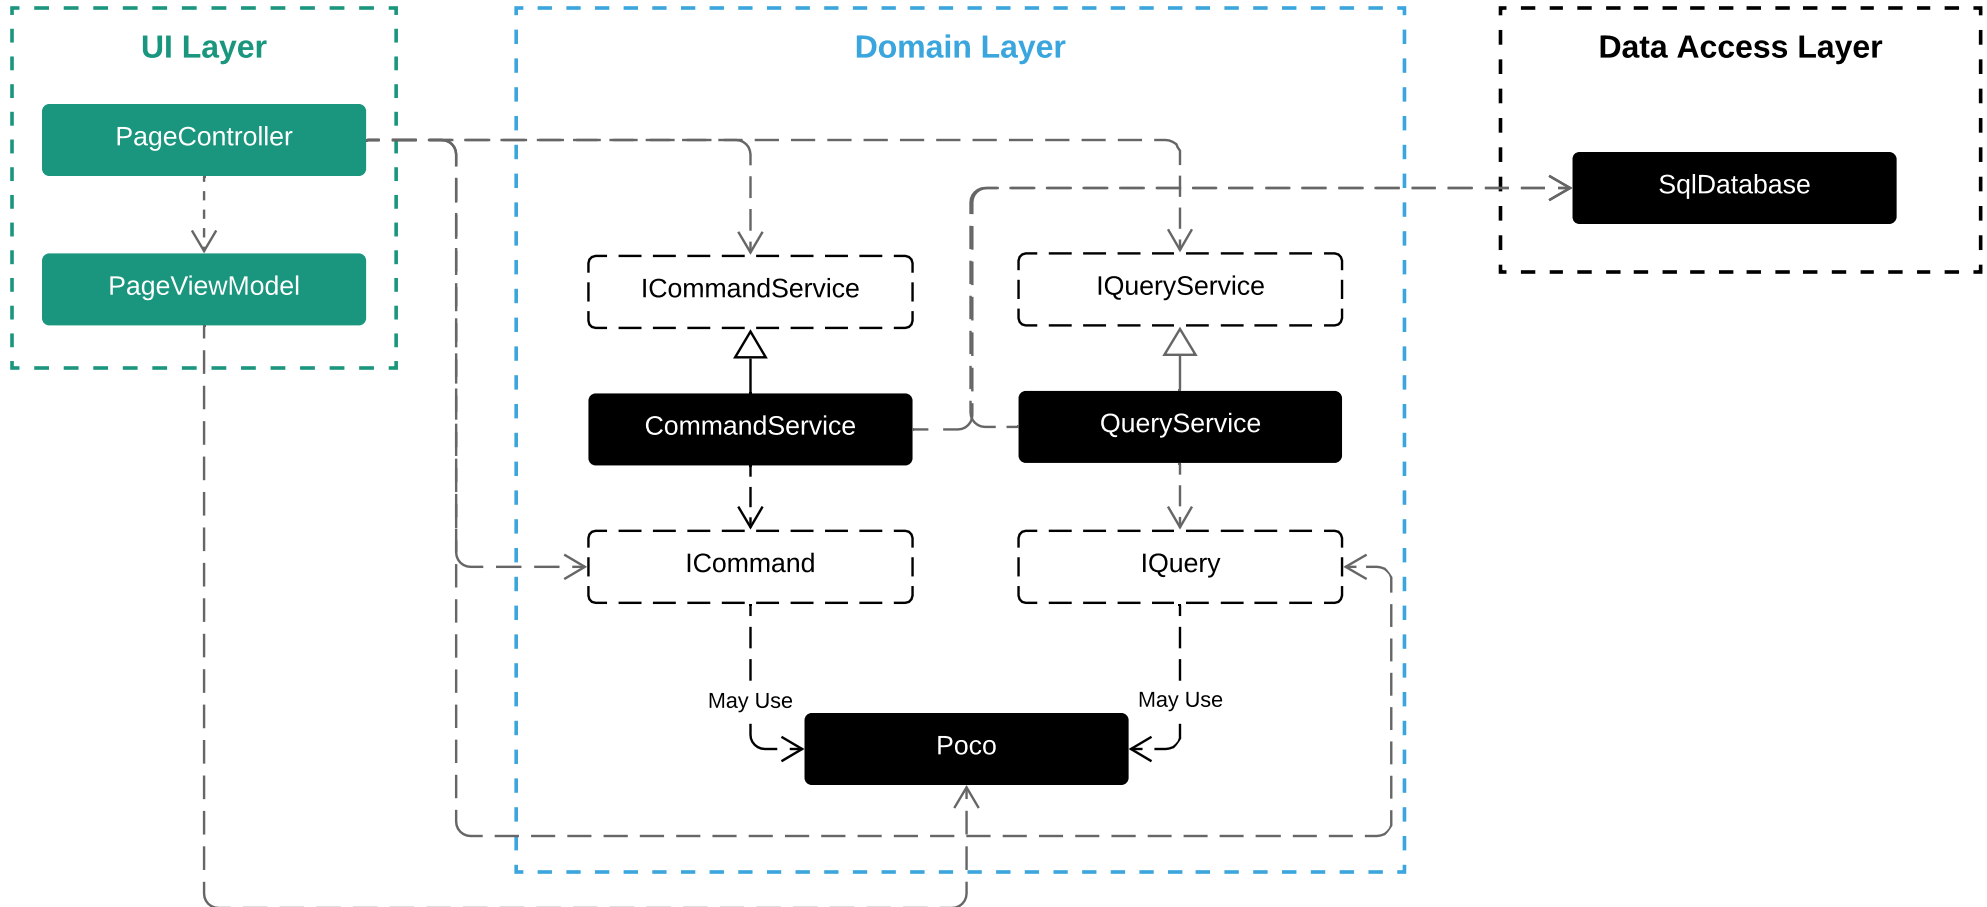 UI Layer
Domain Layer
Data Access Layer
PageController
SqlDatabase
PageViewModel
ICommandService
IQueryService
CommandService
QueryService
ICommand
IQuery
May Use
May Use
Poco